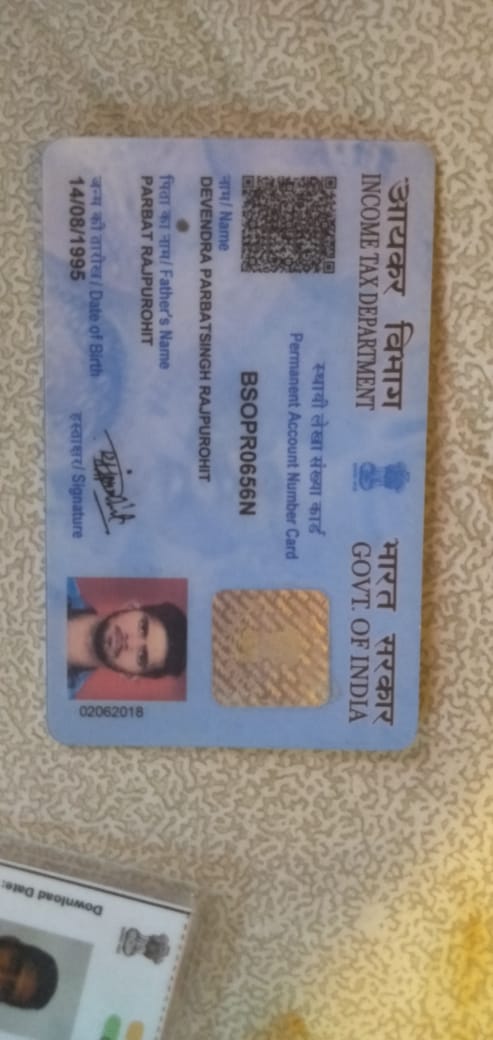 आयकर विभाग
INCOME TAX DEPARTMENT
भारत सरकार
GOVT. OF INDIA
स्थायी लेखा संख्या कार्ड
Permanent Account Number Card
BSOPR0656N
नाम / Name
DEVENDRA PARBATSINGH RAJPUROHIT
पिता का नाम / Father's Name
PARBAT RAJPUROHIT
जन्म की तारीख / Date of Birth
14/08/1995
हस्ताक्षर / Signature
02062018
Download Date: